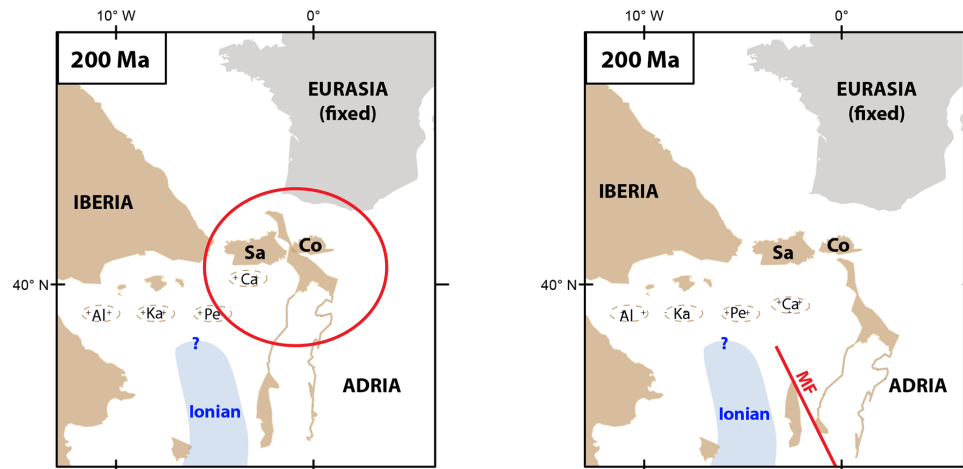 10° W
0°
200 Ma
EURASIA
(fixed)
IBERIA
Sa
Co
40° N
Ca
Al
Ka
Pe
?
Ionian
ADRIA
10° W
0°
200 Ma
EURASIA
(fixed)
IBERIA
Sa
Co
40° N
Ca
Al
Ka
Pe
?
MF
Ionian
ADRIA